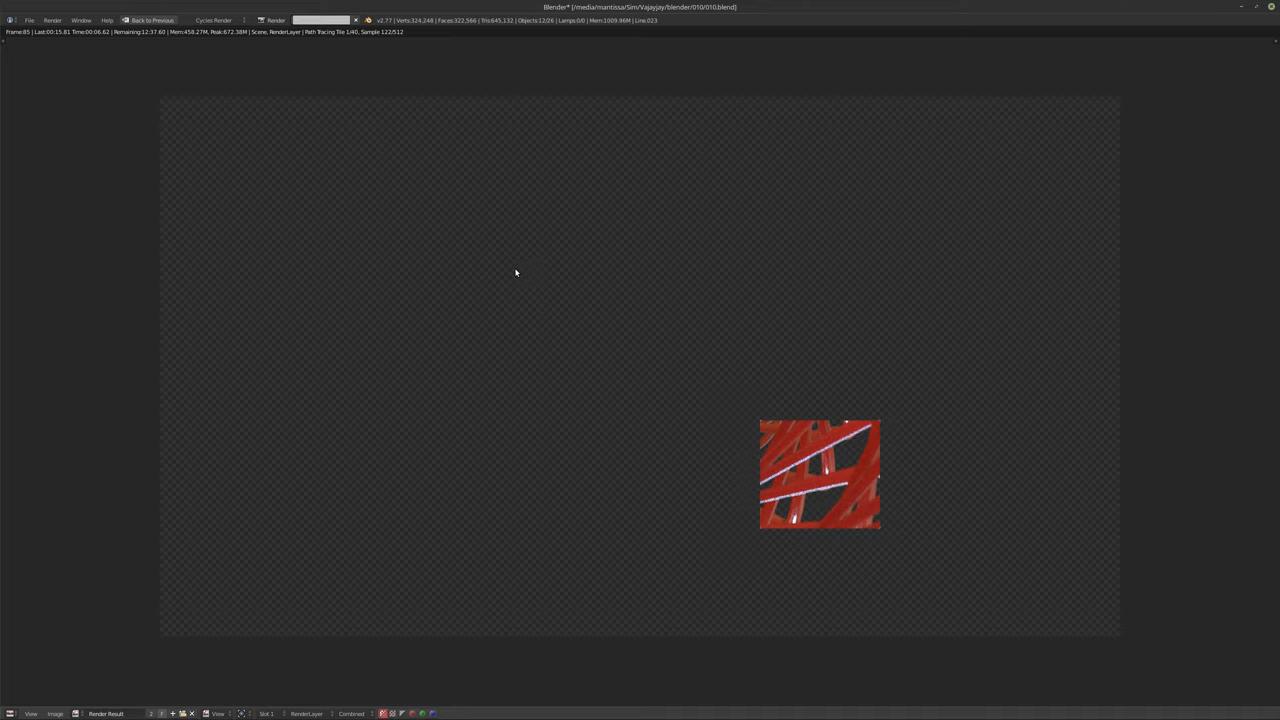 Blender* [/media/mantissa/Sim/Vajayjay/blender/010/010.blend]
File Render Window Help Back to Previous Cycles Render Render v2.77 | Verts:324,248 | Faces:322,566 | Tris:645,132 | Objects:12/26 | Lamps:0/0 | Mem:1009.96M | Line.023
Frame:85 | Last:00:15.81 Time:00:06.62 | Remaining:12:37.60 | Mem:458.27M, Peak:672.38M | Scene, RenderLayer | Path Tracing Tile 1/40, Sample 122/512
View Image Render Result 2 F View Slot 1 RenderLayer Combined